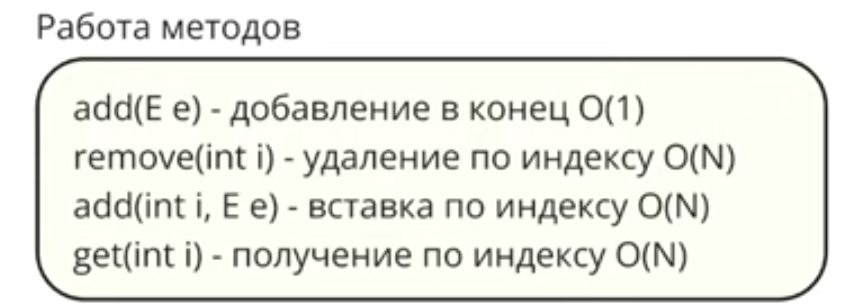 Работа методов
add(E e) - добавление в конец O(1)
remove(int i) - удаление по индексу O(N)
add(int i, E e) - вставка по индексу O(N)
get(int i) - получение по индексу O(N)